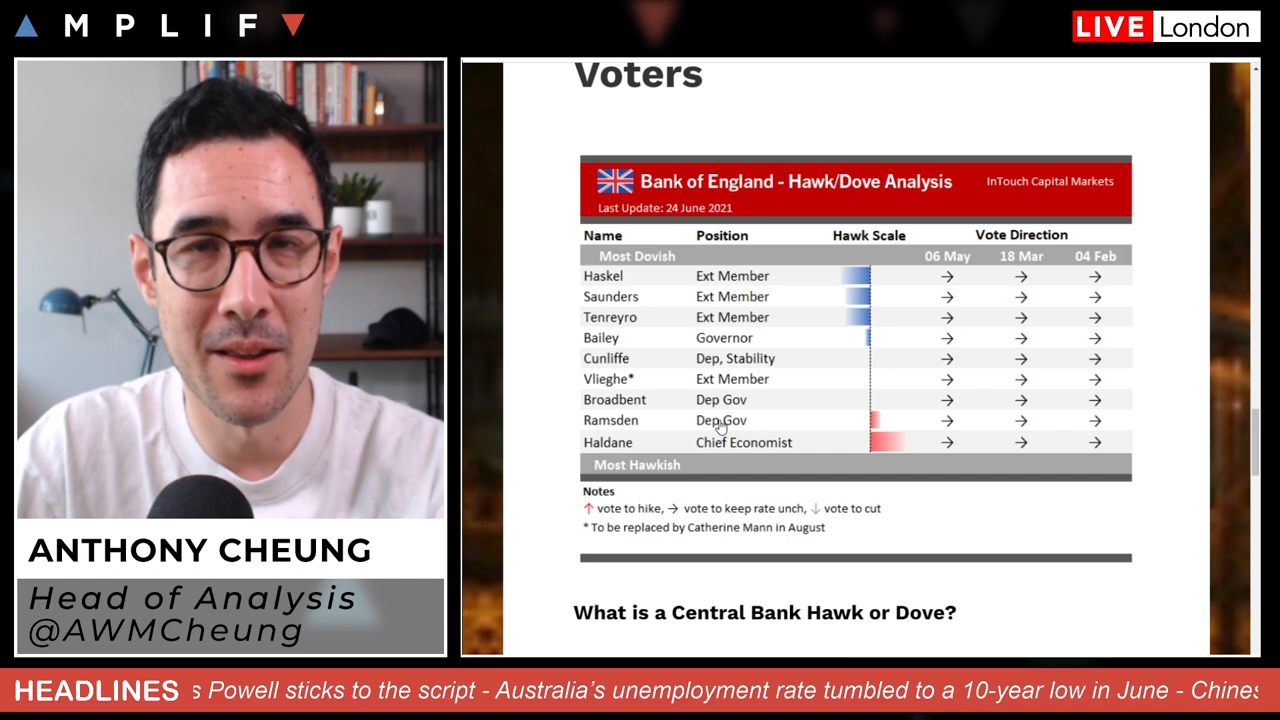 AMPLIFY
LIVE London
Voters
Bank of England - Hawk/Dove Analysis InTouch Capital Markets
Last Update: 24 June 2021
Name Position Hawk Scale Vote Direction
Most Dovish 06 May 18 Mar 04 Feb
Haskel Ext Member → → →
Saunders Ext Member → → →
Tenreyro Ext Member → → →
Bailey Governor → → →
Cunliffe Dep, Stability → → →
Vlieghe* Ext Member → → →
Broadbent Dep Gov → → →
Ramsden Dep Gov → → →
Haldane Chief Economist → → →
Most Hawkish
Notes
↑ vote to hike, → vote to keep rate unch, ↓ vote to cut
* To be replaced by Catherine Mann in August
What is a Central Bank Hawk or Dove?
ANTHONY CHEUNG
Head of Analysis
@AWMCheung
HEADLINES s Powell sticks to the script - Australia's unemployment rate tumbled to a 10-year low in June - Chines